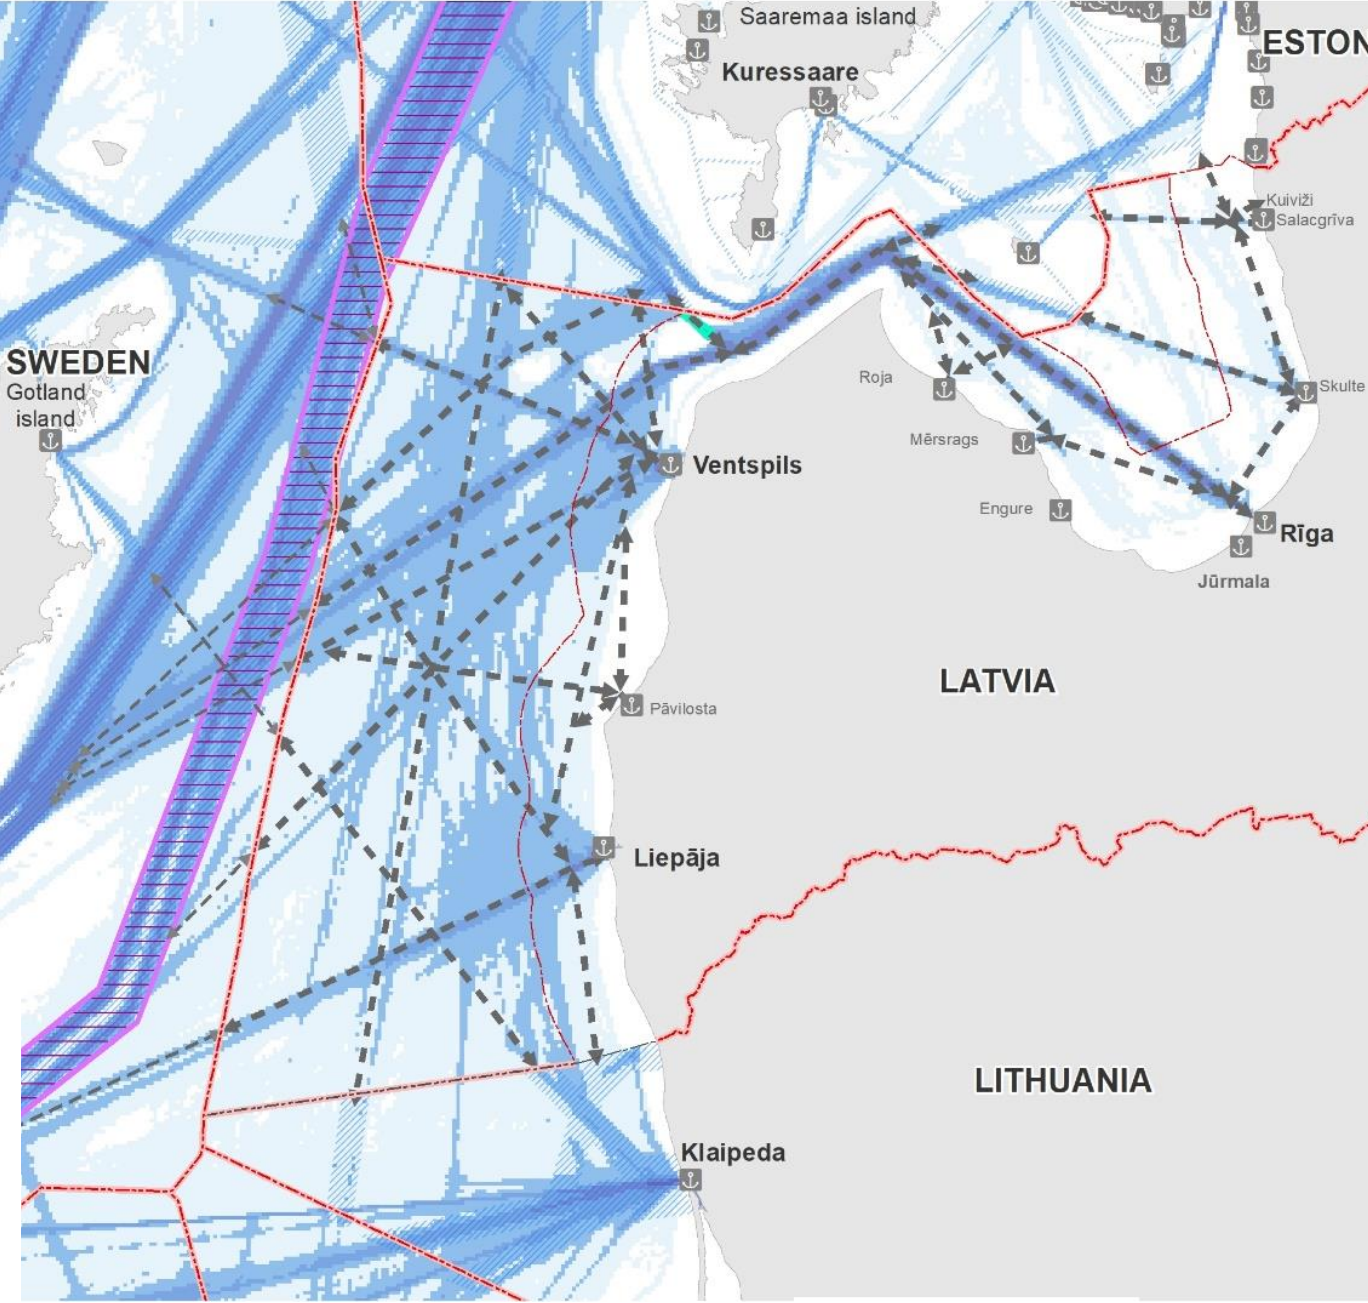 Saaremaa island
ESTON
Kuressaare
Kuiviži
Salacgrīva
SWEDEN
Gotland
island
Roja
Skulte
Mērsrags
Ventspils
Engure
Rīga
Jūrmala
LATVIA
Pāvilosta
Liepāja
LITHUANIA
Klaipeda